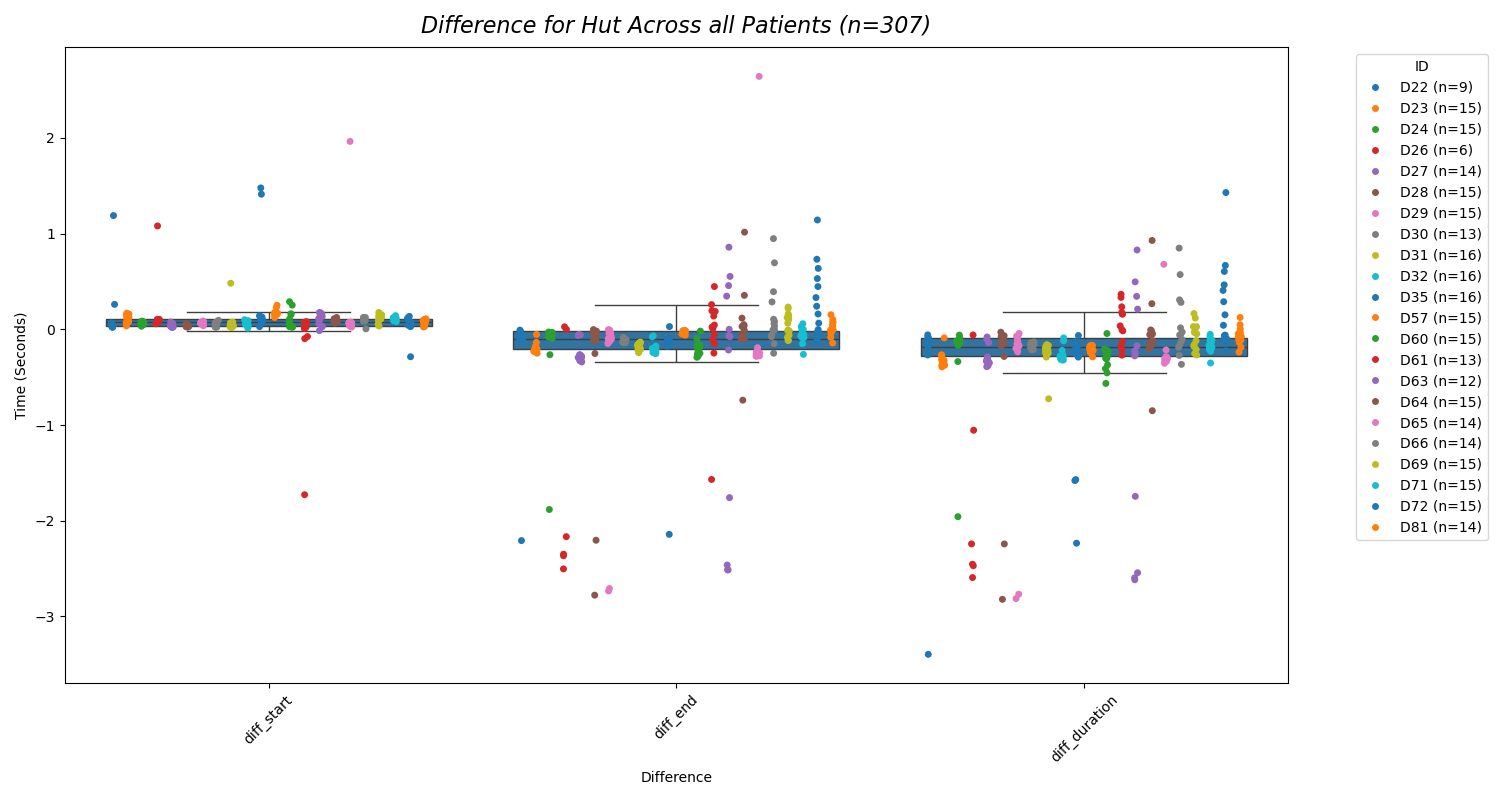 Difference for Hut Across all Patients (n=307)
Time (Seconds)
2
1
0
−1
−2
−3
diff_start
diff_end
diff_duration
Difference
ID
D22 (n=9)
D23 (n=15)
D24 (n=15)
D26 (n=6)
D27 (n=14)
D28 (n=15)
D29 (n=15)
D30 (n=13)
D31 (n=16)
D32 (n=16)
D35 (n=16)
D57 (n=15)
D60 (n=15)
D61 (n=13)
D63 (n=12)
D64 (n=15)
D65 (n=14)
D66 (n=14)
D69 (n=15)
D71 (n=15)
D72 (n=15)
D81 (n=14)